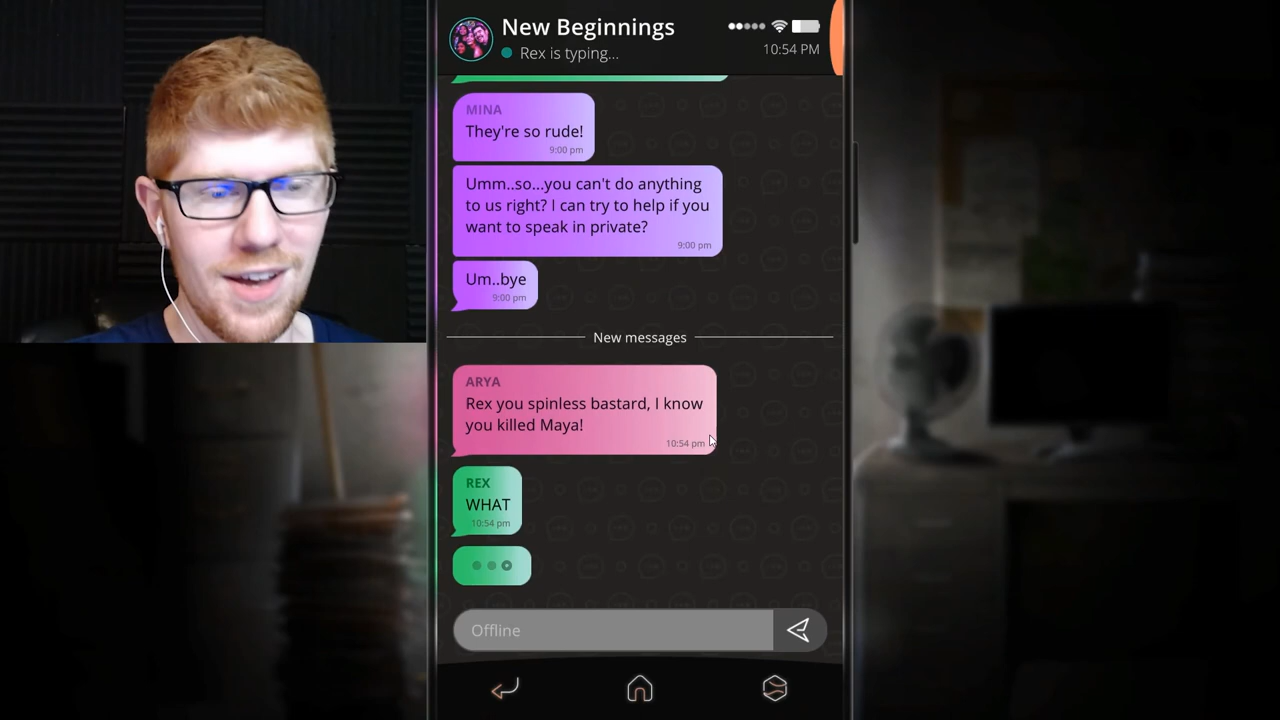 New Beginnings
Rex is typing...
10:54 PM
MINA
They're so rude!
9:00 pm
Umm..so...you can't do anything
to us right? I can try to help if you
want to speak in private?
9:00 pm
Um..bye
9:00 pm
New messages
ARYA
Rex you spinless bastard, I know
you killed Maya!
10:54 pm
REX
WHAT
10:54 pm
Offline